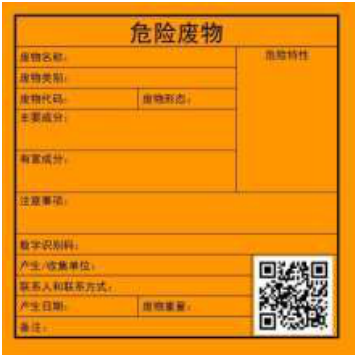 危险废物
废物名称：
危险特性
废物类别：
废物代码：
废物形态：
主要成分：
有害成分：
注意事项：
数字识别码：
产生/收集单位：
联系人和联系方式：
产生日期：
废物重量：
备注：